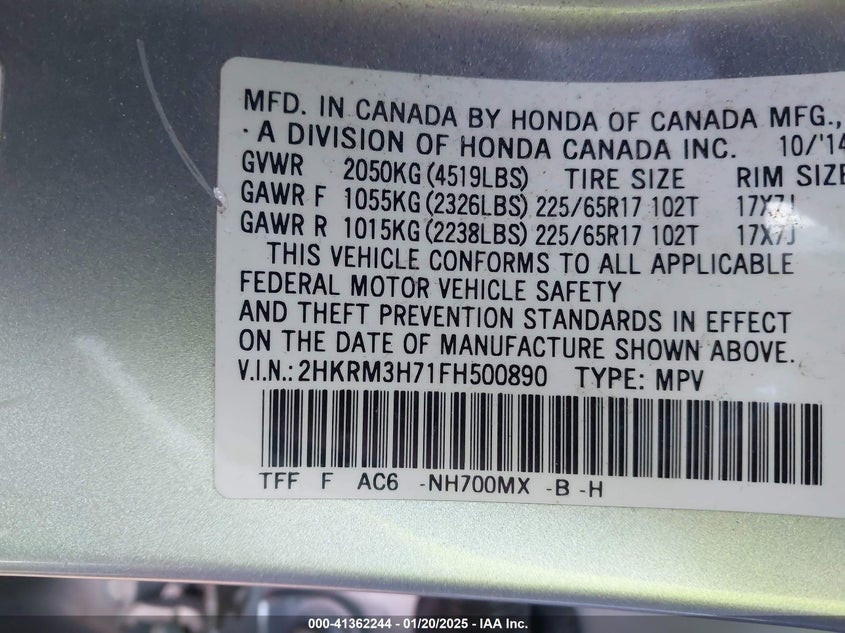 MFD. IN CANADA BY HONDA OF CANADA MFG.,
· A DIVISION OF HONDA CANADA INC. 10/'14
GVWR 2050KG (4519LBS) TIRE SIZE RIM SIZE
GAWR F 1055KG (2326LBS) 225/65R17 102T 17X7J
GAWR R 1015KG (2238LBS) 225/65R17 102T 17X7J
THIS VEHICLE CONFORMS TO ALL APPLICABLE
FEDERAL MOTOR VEHICLE SAFETY
AND THEFT PREVENTION STANDARDS IN EFFECT
ON THE DATE OF MANUFACTURE SHOWN ABOVE.
V.I.N.: 2HKRM3H71FH500890 TYPE: MPV
TFF F AC6 -NH700MX -B -H
000-41362244 — 01/20/2025 — IAA Inc.